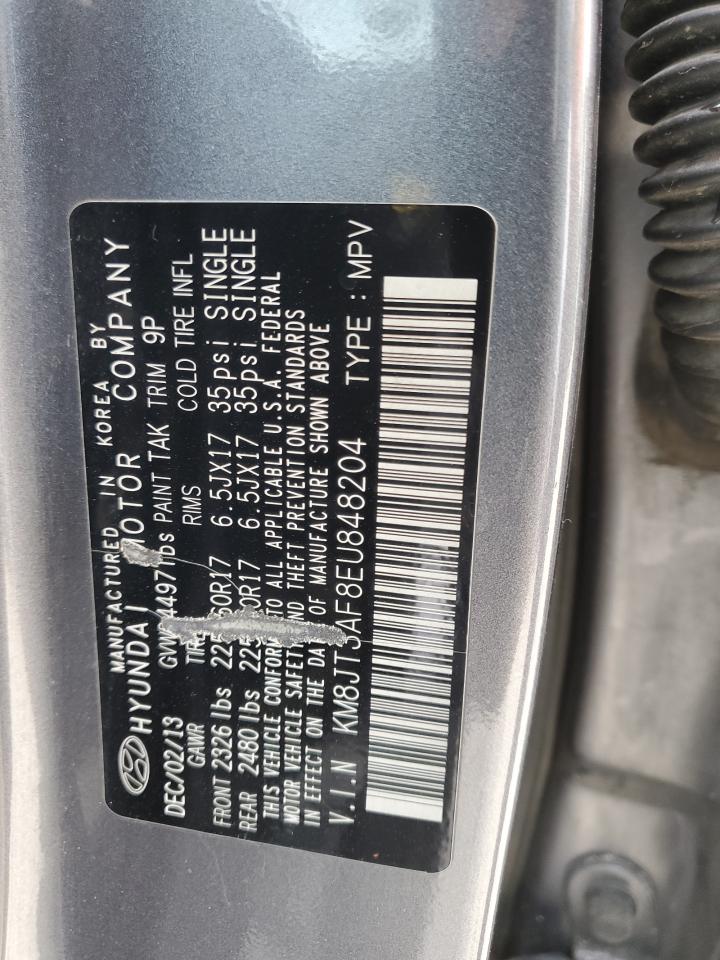 MANUFACTURED IN KOREA BY
HYUNDAI MOTOR COMPANY
DEC/02/13 GVWR 4497 lbs PAINT TAK TRIM 9P
GAWR TIRE RIMS COLD TIRE INFL
FRONT 2326 lbs 6.5JX17 35psi SINGLE
REAR 2480 lbs 6.5JX17 35psi SINGLE
THIS VEHICLE CONFORMS TO ALL APPLICABLE U.S.A. FEDERAL
MOTOR VEHICLE SAFETY AND THEFT PREVENTION STANDARDS
IN EFFECT ON THE DATE OF MANUFACTURE SHOWN ABOVE
V.I.N KM8JT3AF8EU848204 TYPE : MPV